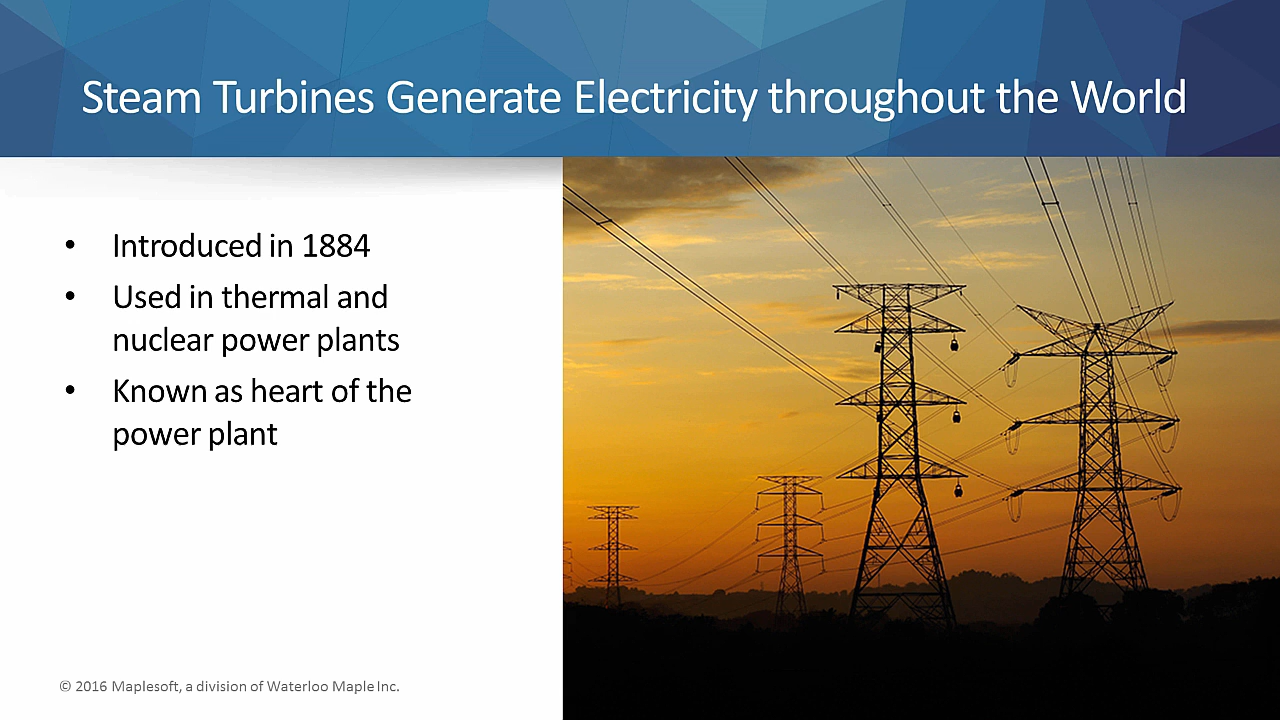 Steam Turbines Generate Electricity throughout the World
• Introduced in 1884
• Used in thermal and
nuclear power plants
• Known as heart of the
power plant
© 2016 Maplesoft, a division of Waterloo Maple Inc.